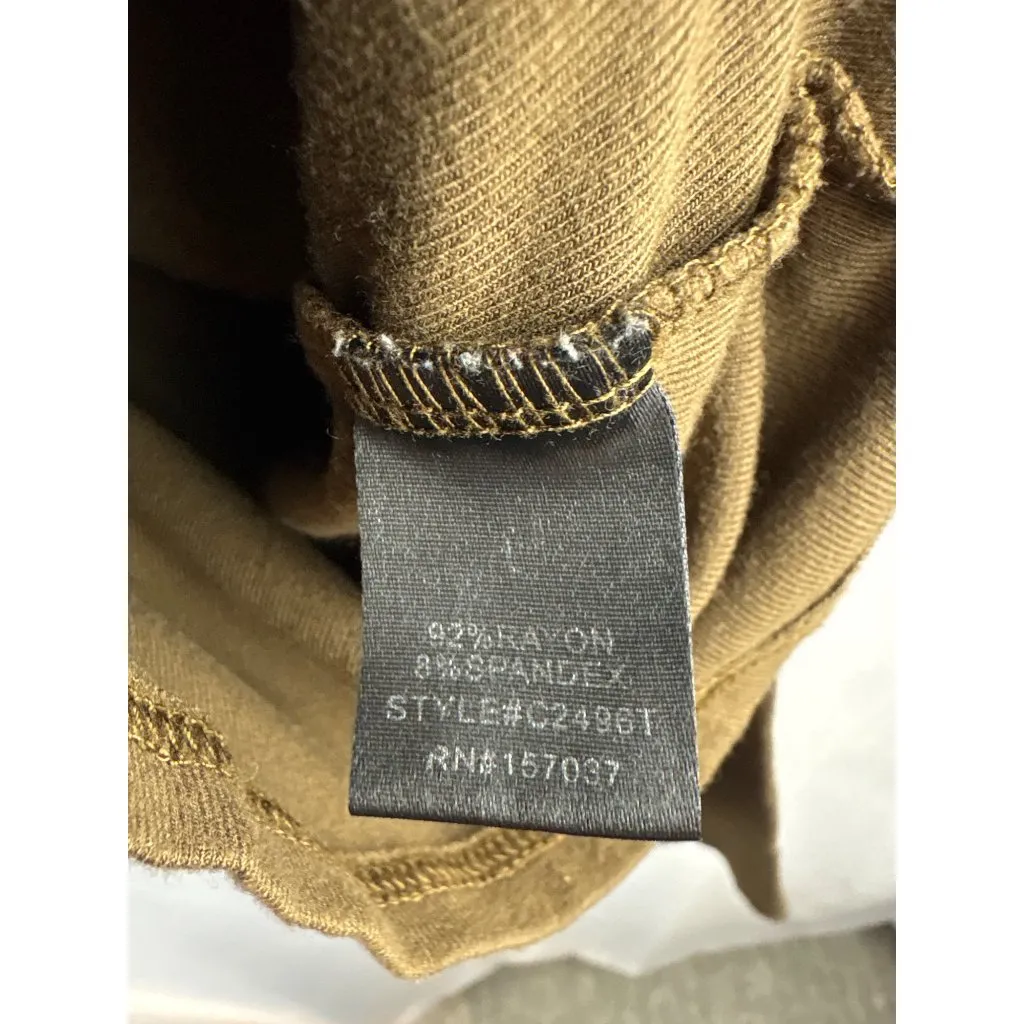 L
92%RAYON
8%SPANDEX
STYLE#C2496T
RN#157037